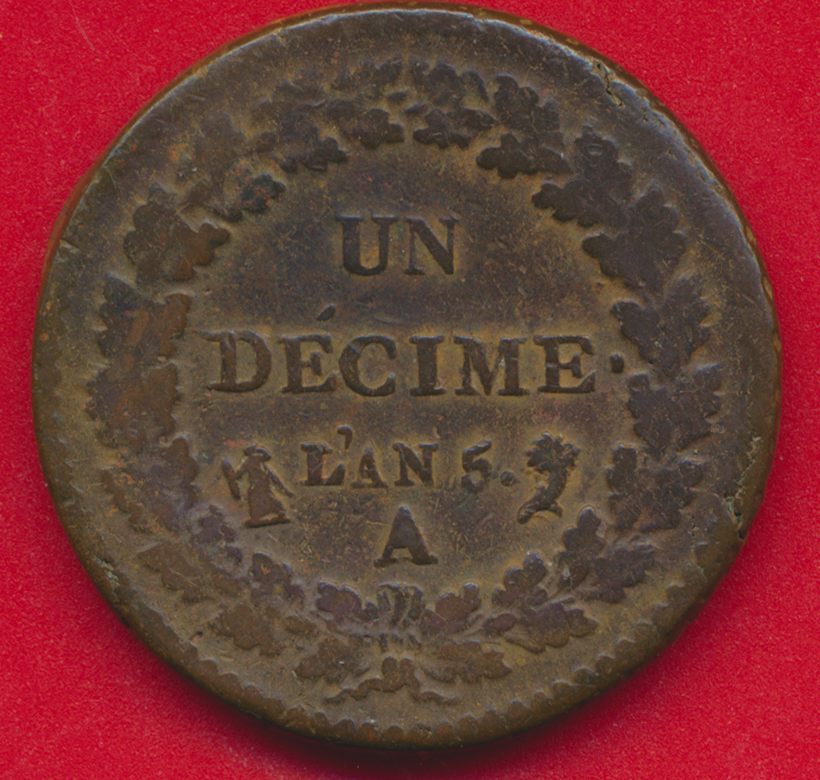 UN
DÉCIME.
L'AN 5.
A